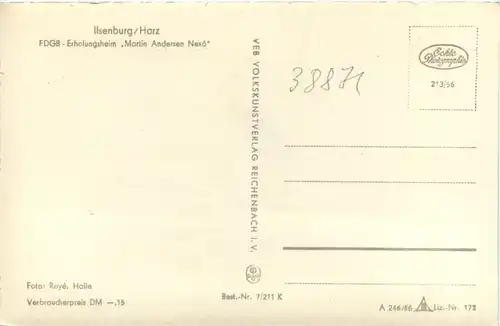 Ilsenburg/Harz
FDGB - Erholungsheim „Martin Andersen Nexö"
VEB VOLKSKUNSTVERLAG REICHENBACH I. V.
38871
Echte
Photographie
213/56
Foto: Royé, Halle
Verbraucherpreis DM —,15
Best.-Nr. 7/211 K
A 246/56 Liz.-Nr. 172